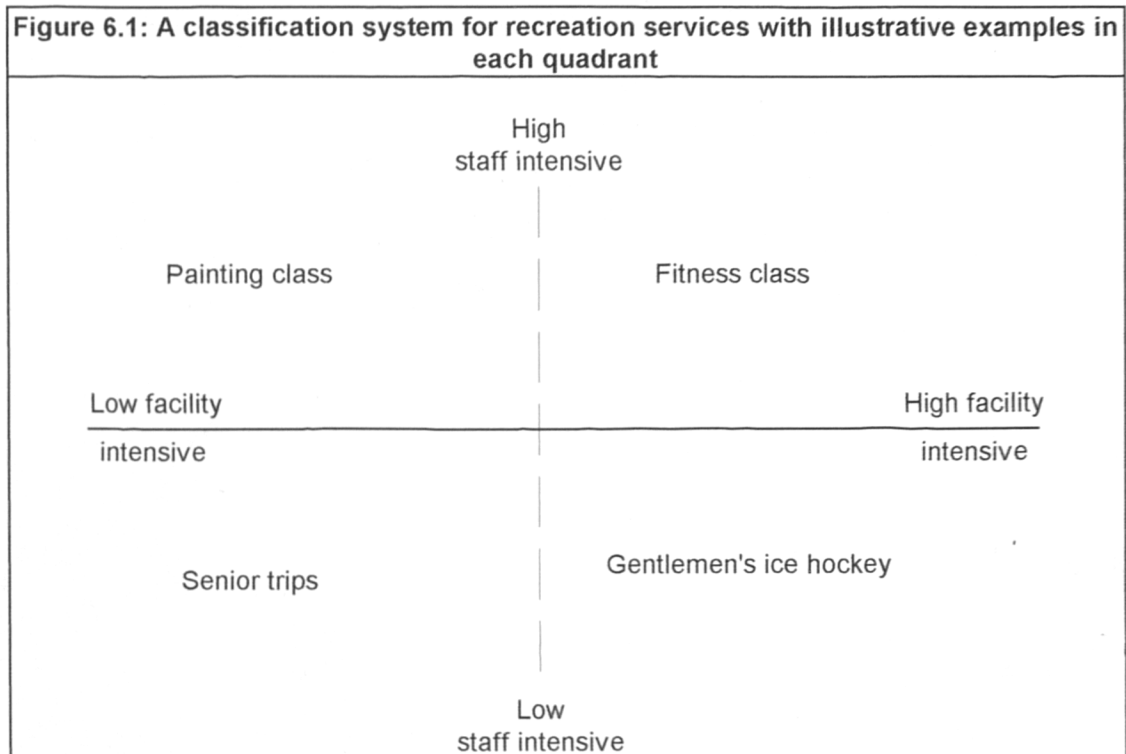 Figure 6.1: A classification system for recreation services with illustrative examples in
each quadrant
High
staff intensive
Painting class
Fitness class
Low facility
intensive
High facility
intensive
Senior trips
Gentlemen's ice hockey
Low
staff intensive